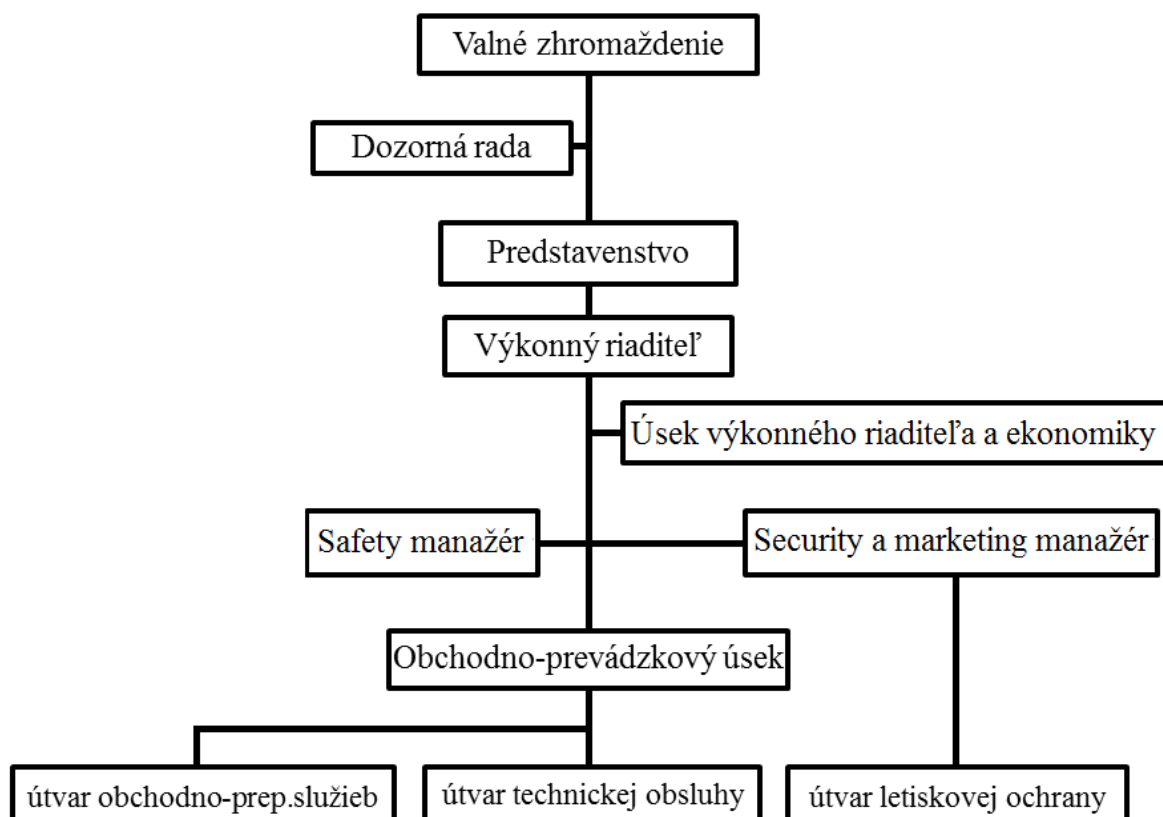 Valné zhromaždenie
Dozorná rada
Predstavenstvo
Výkonný riaditeľ
Úsek výkonného riaditeľa a ekonomiky
Safety manažér
Security a marketing manažér
Obchodno-prevádzkový úsek
útvar obchodno-prep.služieb
útvar technickej obsluhy
útvar letiskovej ochrany